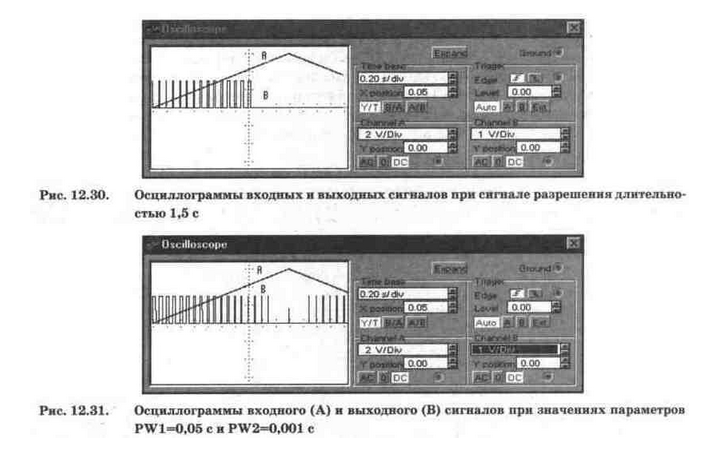 Oscilloscope
A
B
Expand
Ground
Time base
0.20 s/div
X position 0.05
Y/T B/A A/B
Trigger
Edge
Level 0.00
Auto A B Ext
Channel A
2 V/Div
Y position 0.00
AC 0 DC
Channel B
1 V/Div
Y position 0.00
AC 0 DC
Рис. 12.30. Осциллограммы входных и выходных сигналов при сигнале разрешения длительно-
стью 1,5 с
Oscilloscope
A
B
Expand
Ground
Time base
0.20 s/div
X position 0.05
Y/T B/A A/B
Trigger
Edge
Level 0.00
Auto A B Ext
Channel A
2 V/Div
Y position 0.00
AC 0 DC
Channel B
1 V/Div
Y position 0.00
AC 0 DC
Рис. 12.31. Осциллограммы входного (А) и выходного (В) сигналов при значениях параметров
PW1=0,05 с и PW2=0,001 с